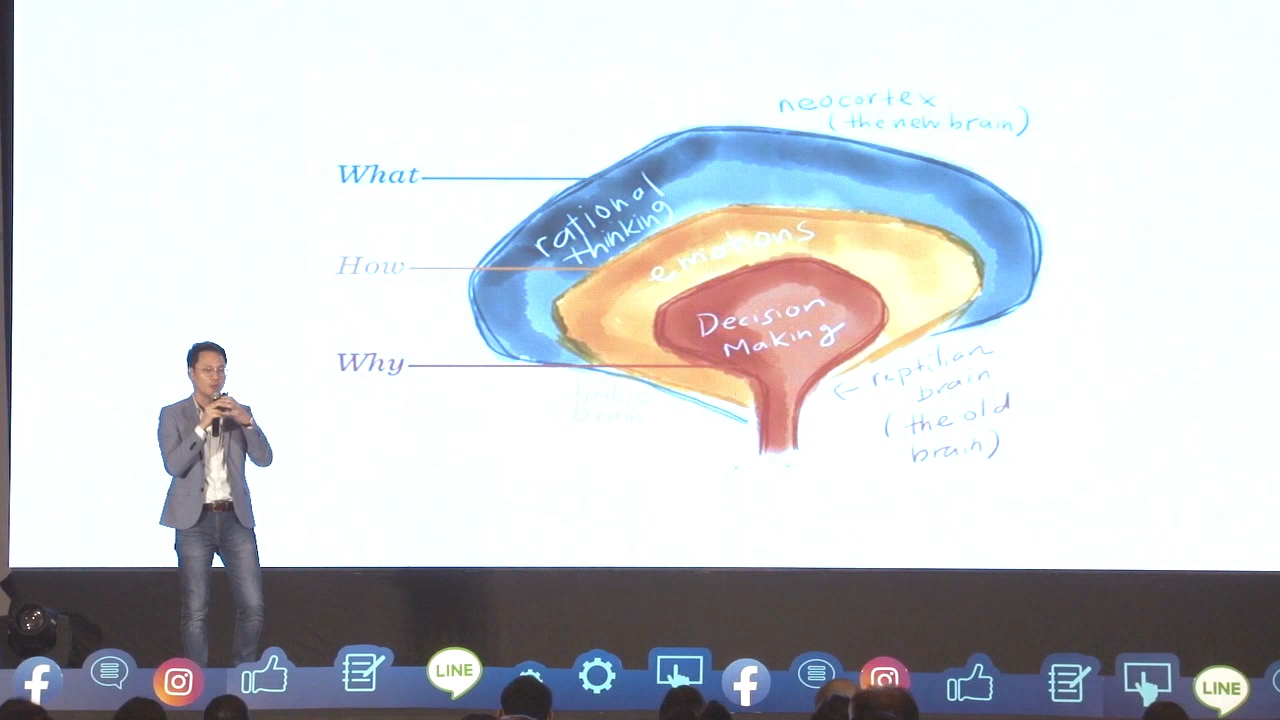 neocortex
(the new brain)
What
rational
thinking
How
emotions
Decision
Making
Why
← reptilian
brain
(the old
brain)
brain
LINE
LINE